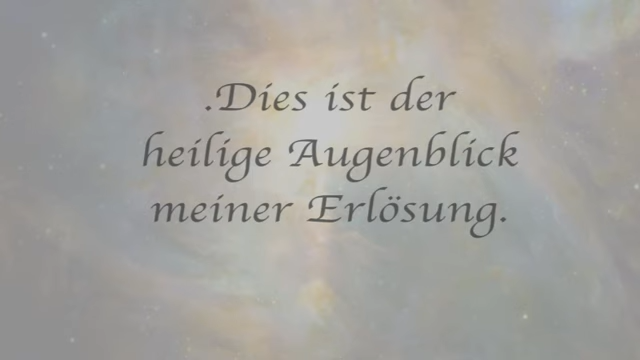 .Dies ist der
heilige Augenblick
meiner Erlösung.